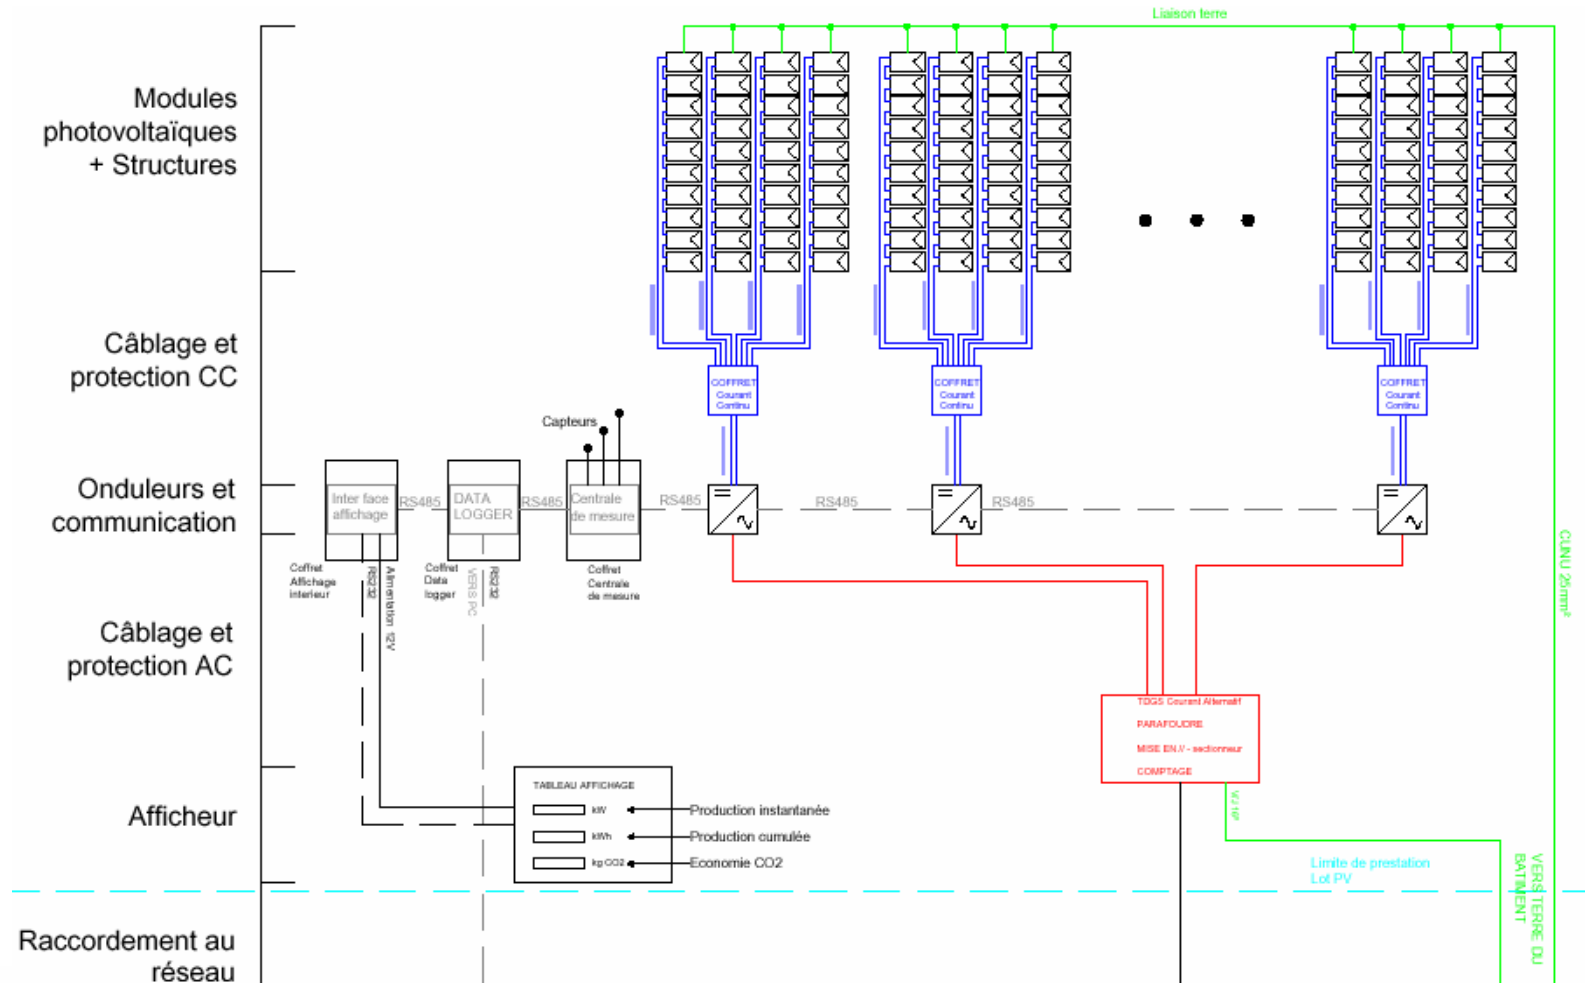 Liaison terre
Modules
photovoltaïques
+ Structures
Câblage et
protection CC
COFFRET
Courant
Continu
COFFRET
Courant
Continu
COFFRET
Courant
Continu
Capteurs
Onduleurs et
communication
Inter face
affichage
RS485
DATA
LOGGER
RS485
Centrale
de mesure
RS485
RS485
RS485
Coffret
Affichage
interieur
RS232
Alimentation 12V
Coffret
Data
logger
VERS PC
RS232
Coffret
Centrale
de mesure
CUNU 25mm²
Câblage et
protection AC
TDGS Courant Alternatif
PARAFOUDRE
MISE EN // - sectionneur
COMPTAGE
Afficheur
TABLEAU AFFICHAGE
kW
Production instantanée
kWh
Production cumulée
kg CO2
Economie CO2
Limite de prestation
Lot PV
VERS TERRE DU
BATIMENT
Raccordement au
réseau